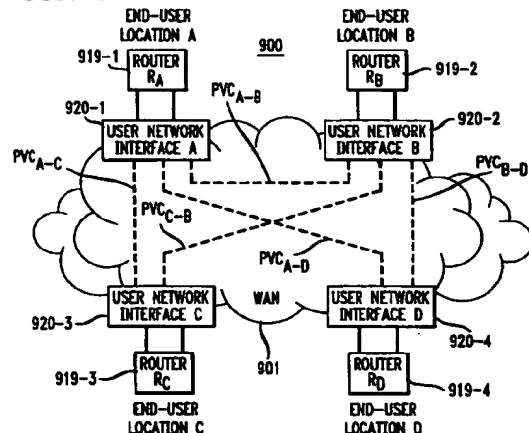 END-USER LOCATION A
END-USER LOCATION B
900
919-1
ROUTER RA
ROUTER RB
919-2
920-1
PVCA-B
920-2
USER NETWORK INTERFACE A
USER NETWORK INTERFACE B
PVCA-C
PVCB-D
PVCC-B
PVCA-D
USER NETWORK INTERFACE C
WAN
USER NETWORK INTERFACE D
920-3
920-4
901
919-3
ROUTER RC
ROUTER RD
919-4
END-USER LOCATION C
END-USER LOCATION D